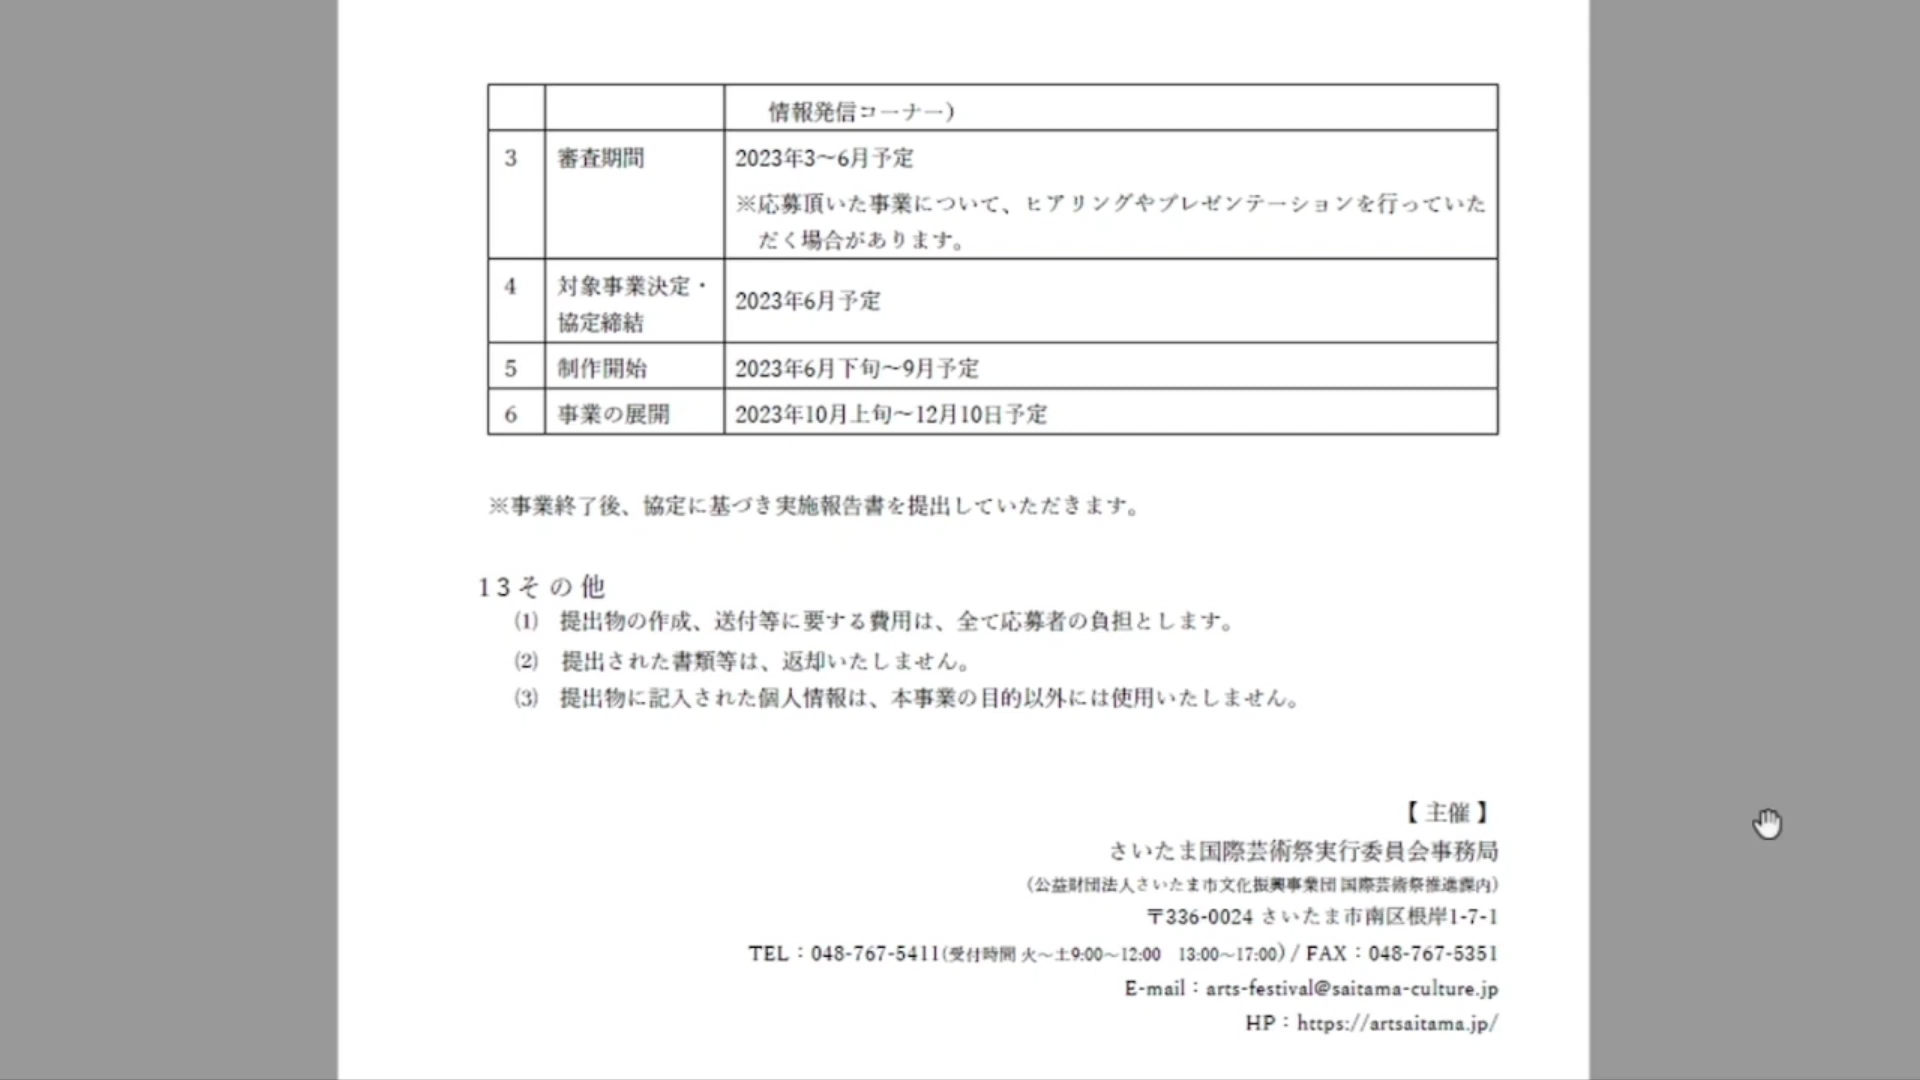 情報発信コーナー）
3 審査期間 2023年3〜6月予定
※応募頂いた事業について、ヒアリングやプレゼンテーションを行っていた
だく場合があります。
4 対象事業決定・
協定締結 2023年6月予定
5 制作開始 2023年6月下旬〜9月予定
6 事業の展開 2023年10月上旬〜12月10日予定
※事業終了後、協定に基づき実施報告書を提出していただきます。
13その他
(1) 提出物の作成、送付等に要する費用は、全て応募者の負担とします。
(2) 提出された書類等は、返却いたしません。
(3) 提出物に記入された個人情報は、本事業の目的以外には使用いたしません。
【 主催 】
さいたま国際芸術祭実行委員会事務局
（公益財団法人さいたま市文化振興事業団 国際芸術祭推進課内）
〒336-0024 さいたま市南区根岸1-7-1
TEL：048-767-5411(受付時間 火〜土9:00〜12:00 13:00〜17:00) / FAX：048-767-5351
E-mail：arts-festival@saitama-culture.jp
HP：https://artsaitama.jp/